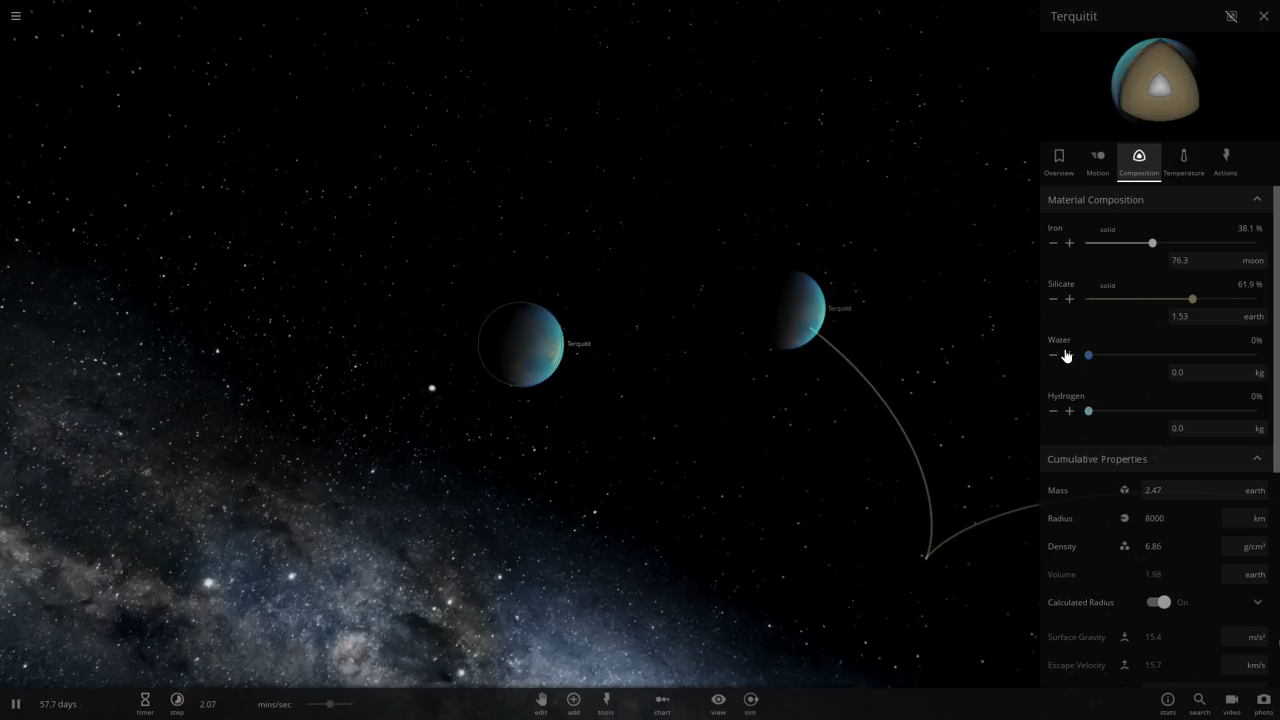 Terquitit
Overview Motion Composition Temperature Actions
Material Composition
Iron solid 38.1 %
76.3 moon
Silicate solid 61.9 %
1.53 earth
Water 0%
0.0 kg
Hydrogen 0%
0.0 kg
Cumulative Properties
Mass 2.47 earth
Radius 8000 km
Density 6.86 g/cm³
Volume 1.98 earth
Calculated Radius On
Surface Gravity 15.4 m/s²
Escape Velocity 15.7 km/s
Terquitit
Terquitit
57.7 days
timer
step
2.07 mins/sec
edit
add
tools
chart
view
sim
stats
search
video
photo